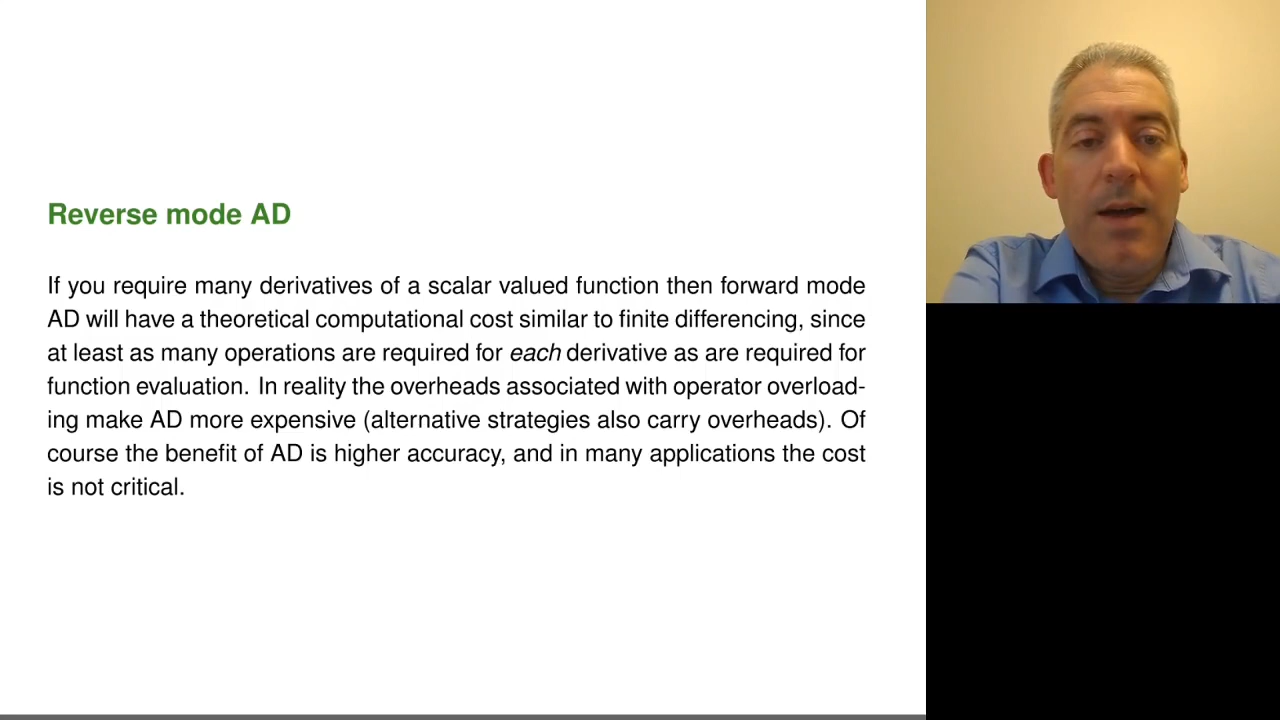 Reverse mode AD
If you require many derivatives of a scalar valued function then forward mode
AD will have a theoretical computational cost similar to finite differencing, since
at least as many operations are required for each derivative as are required for
function evaluation. In reality the overheads associated with operator overload-
ing make AD more expensive (alternative strategies also carry overheads). Of
course the benefit of AD is higher accuracy, and in many applications the cost
is not critical.